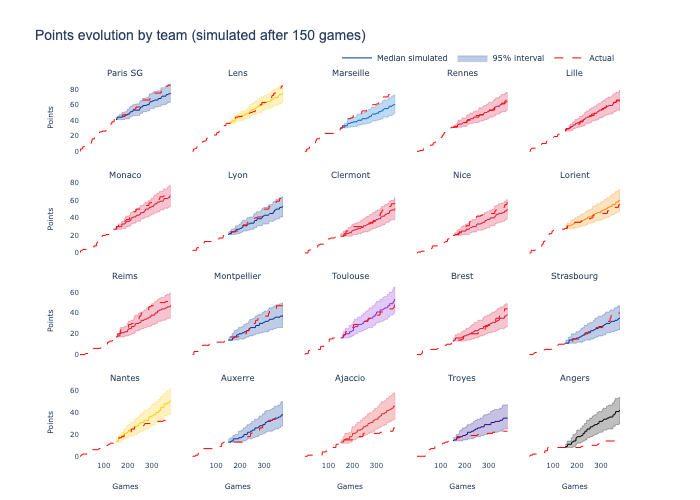 Points evolution by team (simulated after 150 games)
Median simulated 95% interval Actual
Paris SG Lens Marseille Rennes Lille
80
60
40
20
0
Points
Monaco Lyon Clermont Nice Lorient
80
60
40
20
0
Points
Reims Montpellier Toulouse Brest Strasbourg
60
40
20
0
Points
Nantes Auxerre Ajaccio Troyes Angers
60
40
20
0
Points
100 200 300 100 200 300 100 200 300 100 200 300 100 200 300
Games Games Games Games Games